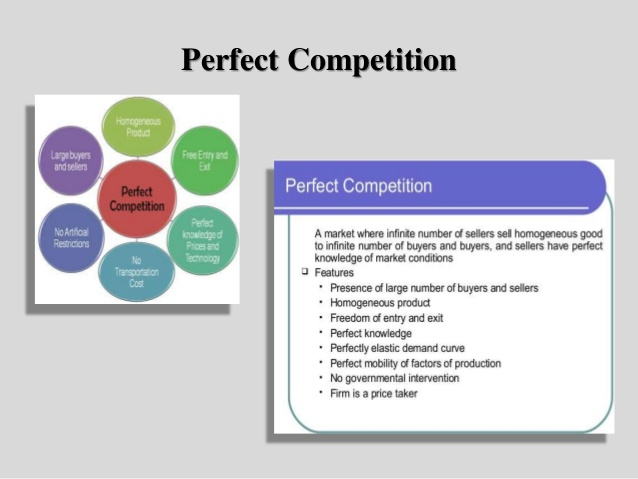 Perfect Competition
Homogeneous
Product
Large buyers
and sellers
Free Entry and
Exit
Perfect
Competition
No Artificial
Restrictions
Perfect
knowledge of
Prices and
Technology
No
Transportation
Cost
Perfect Competition
A market where infinite number of sellers sell homogeneous good
to infinite number of buyers and buyers, and sellers have perfect
knowledge of market conditions
Features
Presence of large number of buyers and sellers
Homogeneous product
Freedom of entry and exit
Perfect knowledge
Perfectly elastic demand curve
Perfect mobility of factors of production
No governmental intervention
Firm is a price taker